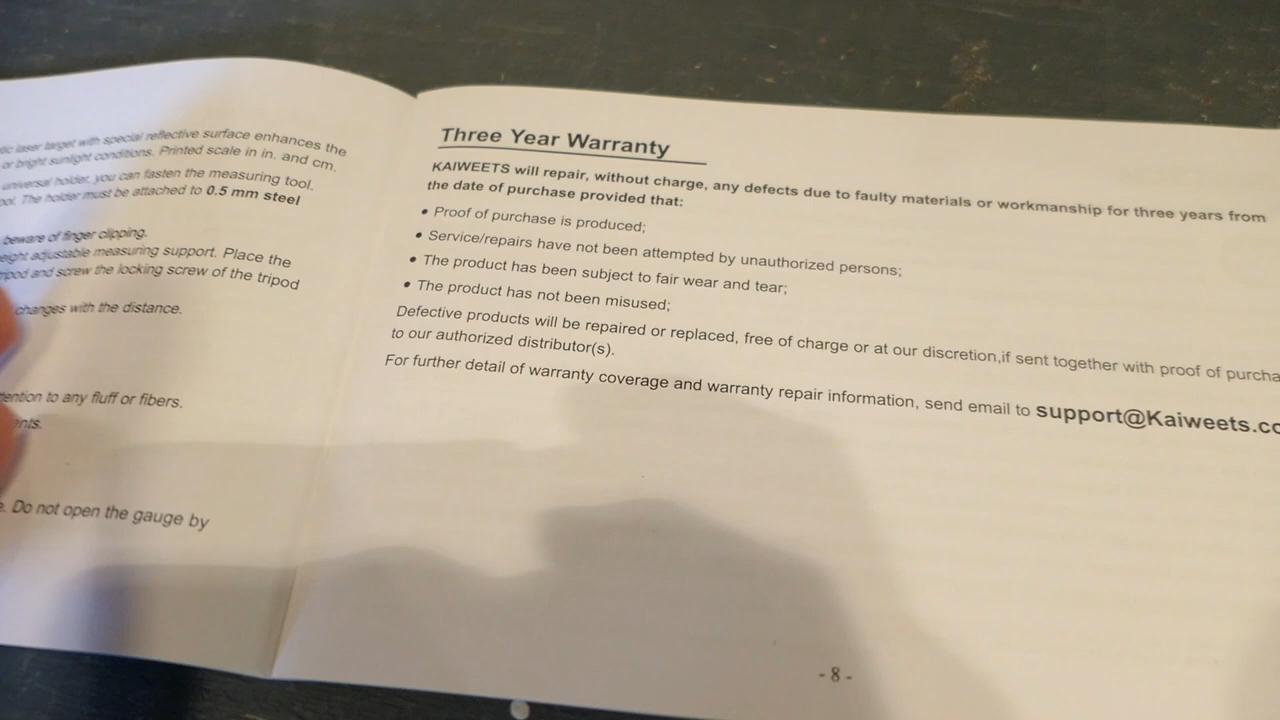 tic laser target with special reflective surface enhances the
or bright sunlight conditions. Printed scale in in. and cm.
universal holder, you can fasten the measuring tool.
The holder must be attached to 0.5 mm steel
beware of finger clipping.
adjustable measuring support. Place the
and screw the locking screw of the tripod
changes with the distance.
to any fluff or fibers.
Do not open the gauge by
Three Year Warranty
KAIWEETS will repair, without charge, any defects due to faulty materials or workmanship for three years from
the date of purchase provided that:
• Proof of purchase is produced;
• Service/repairs have not been attempted by unauthorized persons;
• The product has been subject to fair wear and tear;
• The product has not been misused;
Defective products will be repaired or replaced, free of charge or at our discretion,if sent together with proof of purcha
to our authorized distributor(s).
For further detail of warranty coverage and warranty repair information, send email to support@Kaiweets.co
- 8 -